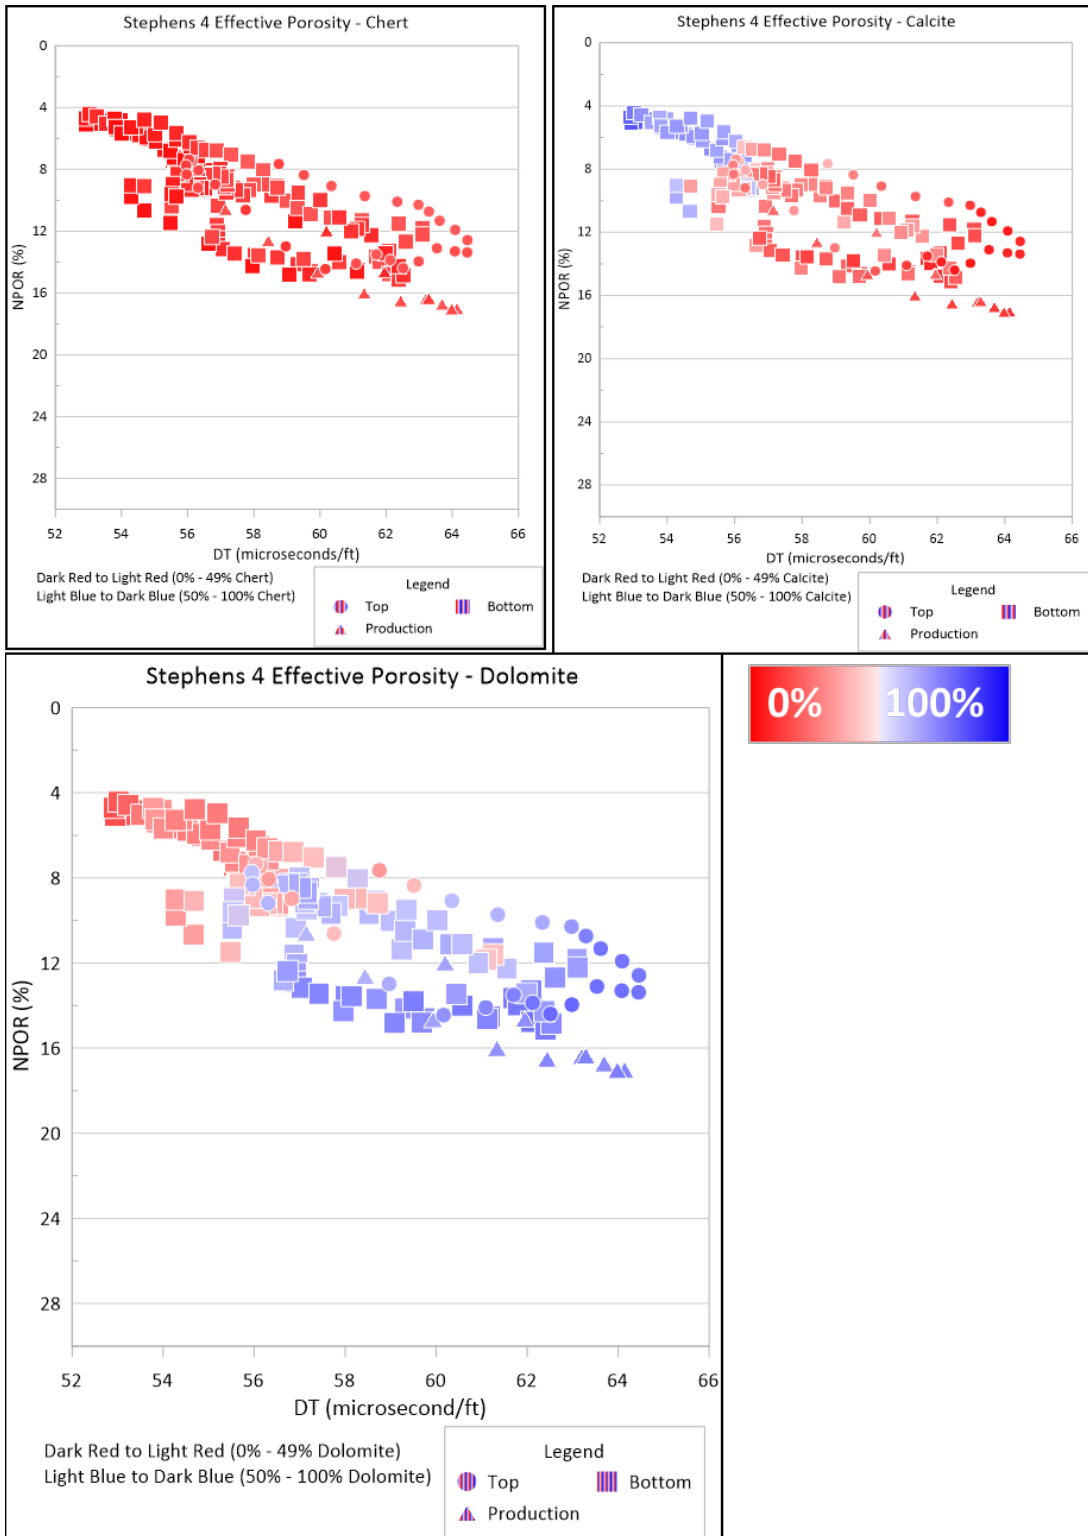 Stephens 4 Effective Porosity - Chert
0
4
8
12
16
20
24
28
NPOR (%)
52 54 56 58 60 62 64 66
DT (microseconds/ft)
Dark Red to Light Red (0% - 49% Chert)
Light Blue to Dark Blue (50% - 100% Chert)
Legend
Top Bottom
Production
Stephens 4 Effective Porosity - Calcite
0
4
8
12
16
20
24
28
NPOR (%)
52 54 56 58 60 62 64 66
DT (microseconds/ft)
Dark Red to Light Red (0% - 49% Calcite)
Light Blue to Dark Blue (50% - 100% Calcite)
Legend
Top Bottom
Production
Stephens 4 Effective Porosity - Dolomite
0
4
8
12
16
20
24
28
NPOR (%)
52 54 56 58 60 62 64 66
DT (microsecond/ft)
Dark Red to Light Red (0% - 49% Dolomite)
Light Blue to Dark Blue (50% - 100% Dolomite)
Legend
Top Bottom
Production
0% 100%